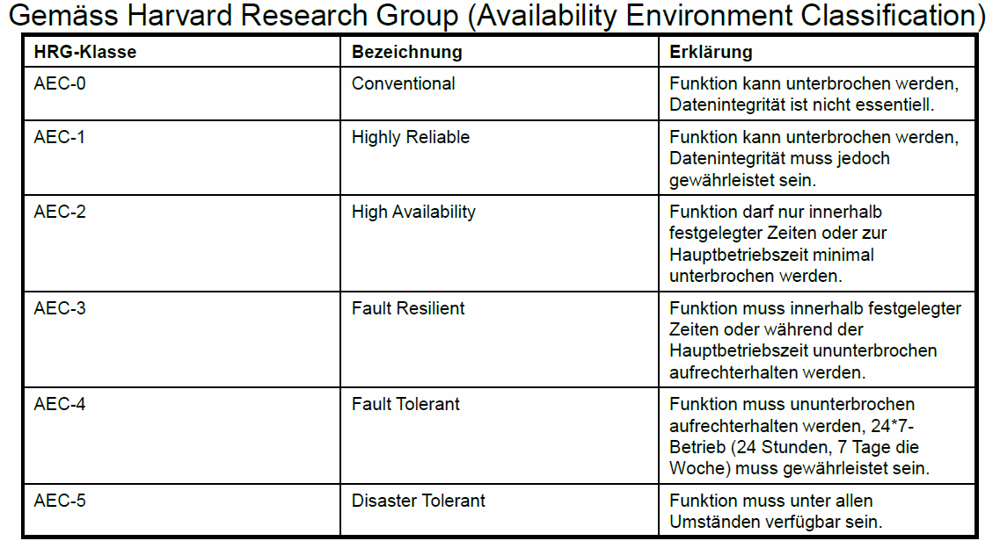 Gemäss Harvard Research Group (Availability Environment Classification)
HRG-Klasse Bezeichnung Erklärung
AEC-0 Conventional Funktion kann unterbrochen werden,
Datenintegrität ist nicht essentiell.
AEC-1 Highly Reliable Funktion kann unterbrochen werden,
Datenintegrität muss jedoch
gewährleistet sein.
AEC-2 High Availability Funktion darf nur innerhalb
festgelegter Zeiten oder zur
Hauptbetriebszeit minimal
unterbrochen werden.
AEC-3 Fault Resilient Funktion muss innerhalb festgelegter
Zeiten oder während der
Hauptbetriebszeit ununterbrochen
aufrechterhalten werden.
AEC-4 Fault Tolerant Funktion muss ununterbrochen
aufrechterhalten werden, 24*7-
Betrieb (24 Stunden, 7 Tage die
Woche) muss gewährleistet sein.
AEC-5 Disaster Tolerant Funktion muss unter allen
Umständen verfügbar sein.